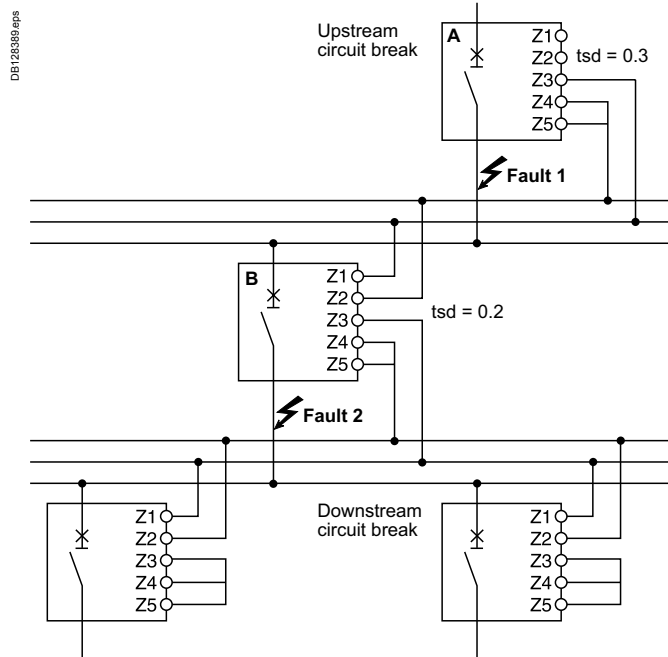 DB128389.eps
Upstream
circuit break
A
Z1
Z2
Z3
Z4
Z5
tsd = 0.3
Fault 1
B
Z1
Z2
Z3
Z4
Z5
tsd = 0.2
Fault 2
Downstream
circuit break
Z1
Z2
Z3
Z4
Z5
Z1
Z2
Z3
Z4
Z5